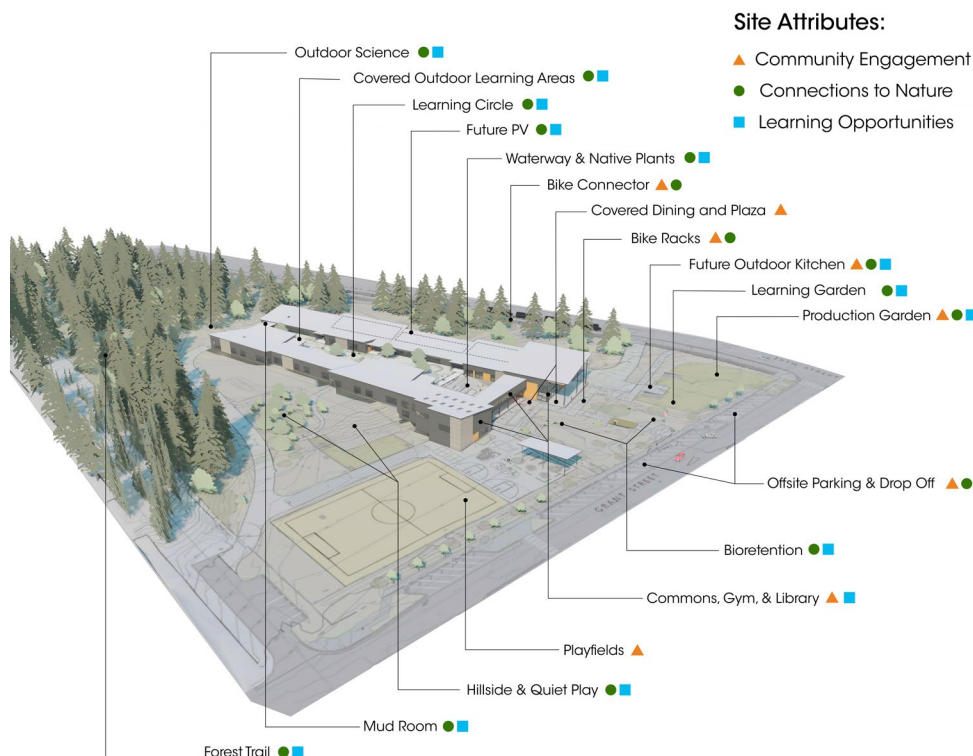 Site Attributes:
Community Engagement
Connections to Nature
Learning Opportunities
Outdoor Science
Covered Outdoor Learning Areas
Learning Circle
Future PV
Waterway & Native Plants
Bike Connector
Covered Dining and Plaza
Bike Racks
Future Outdoor Kitchen
Learning Garden
Production Garden
Offsite Parking & Drop Off
GRANT STREET
Bioretention
Commons, Gym, & Library
Playfields
Hillside & Quiet Play
Mud Room
Forest Trail